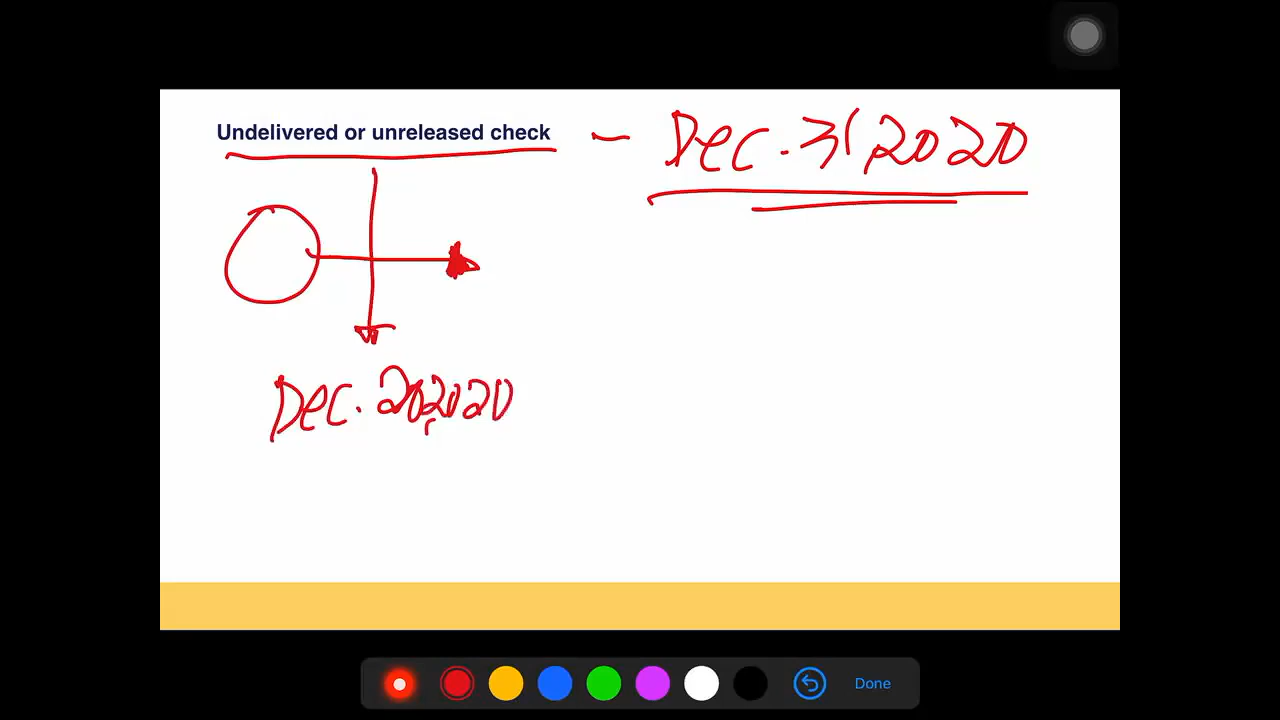 Undelivered or unreleased check - Dec. 31, 2020
Dec. 20, 2020
Done